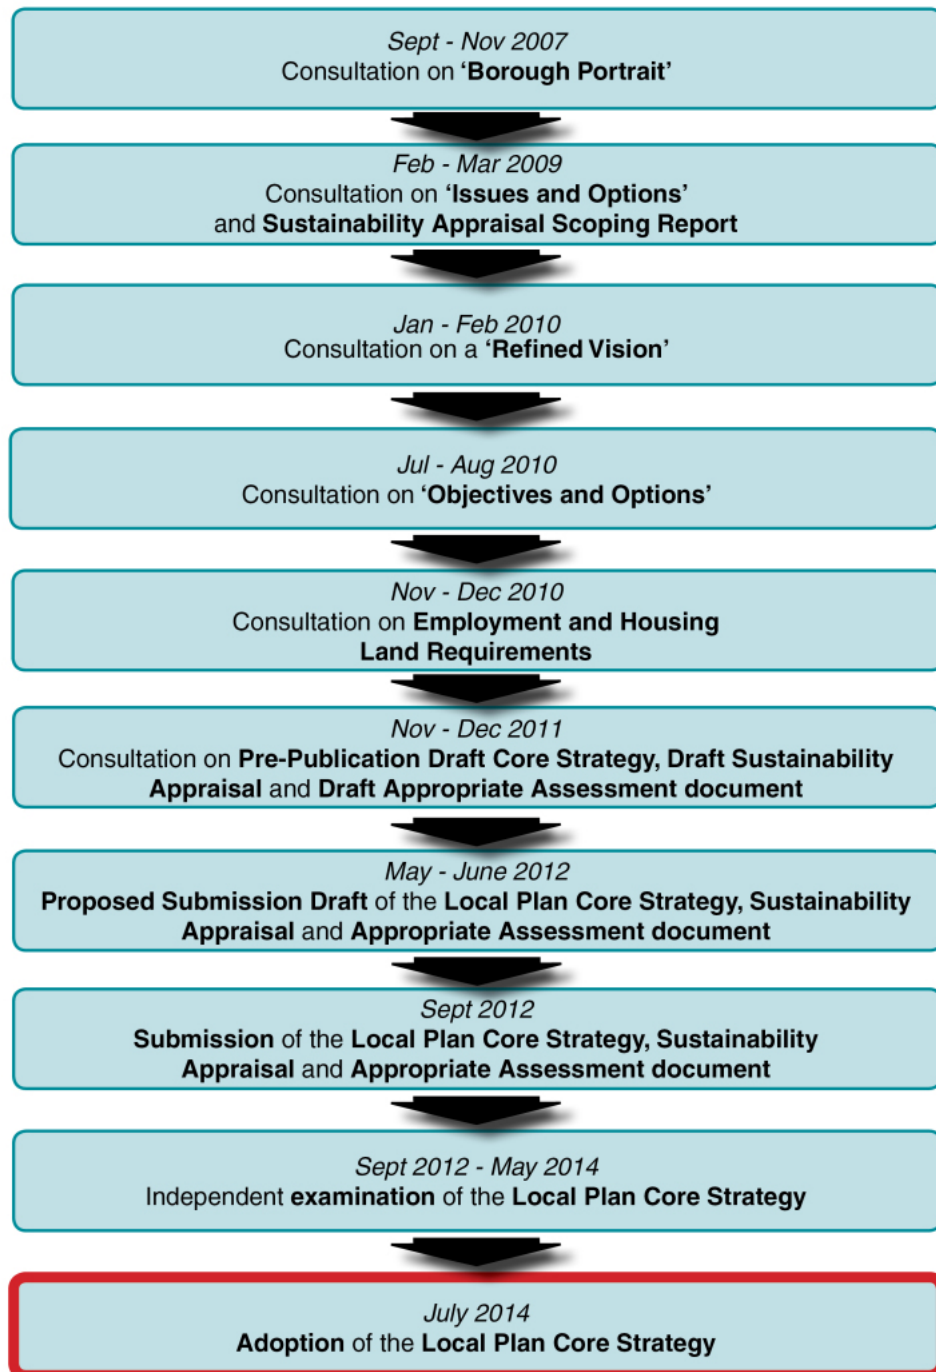 Sept - Nov 2007
Consultation on ‘Borough Portrait’
Feb - Mar 2009
Consultation on ‘Issues and Options’
and Sustainability Appraisal Scoping Report
Jan - Feb 2010
Consultation on a ‘Refined Vision’
Jul - Aug 2010
Consultation on ‘Objectives and Options’
Nov - Dec 2010
Consultation on Employment and Housing
Land Requirements
Nov - Dec 2011
Consultation on Pre-Publication Draft Core Strategy, Draft Sustainability
Appraisal and Draft Appropriate Assessment document
May - June 2012
Proposed Submission Draft of the Local Plan Core Strategy, Sustainability
Appraisal and Appropriate Assessment document
Sept 2012
Submission of the Local Plan Core Strategy, Sustainability
Appraisal and Appropriate Assessment document
Sept 2012 - May 2014
Independent examination of the Local Plan Core Strategy
July 2014
Adoption of the Local Plan Core Strategy